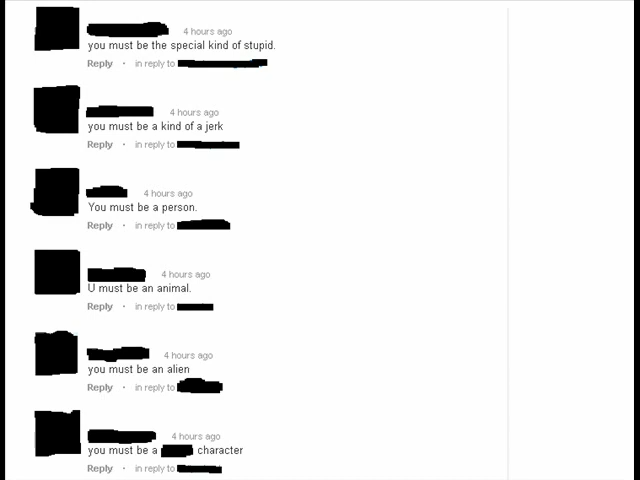 4 hours ago
you must be the special kind of stupid.
Reply · in reply to
4 hours ago
you must be a kind of a jerk
Reply · in reply to
4 hours ago
You must be a person.
Reply · in reply to
4 hours ago
U must be an animal.
Reply · in reply to
4 hours ago
you must be an alien
Reply · in reply to
4 hours ago
you must be a character
Reply · in reply to